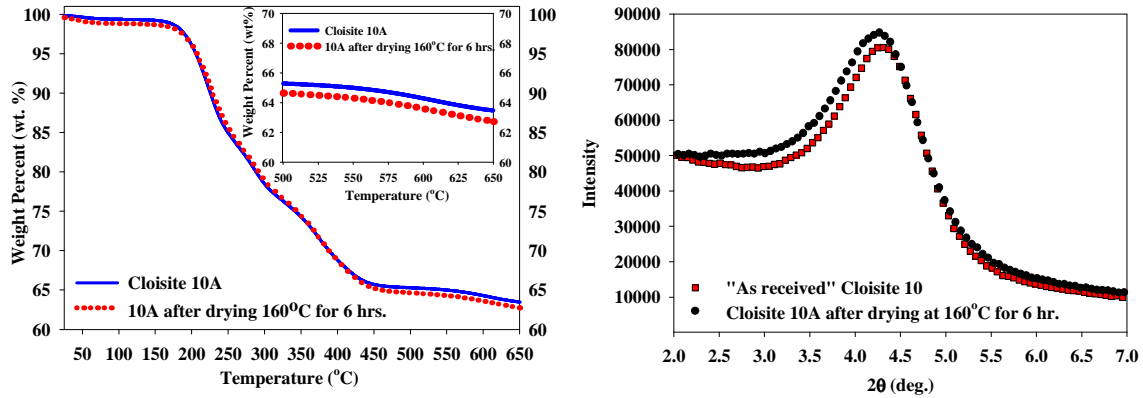 100
95
90
85
80
75
70
65
60
Weight Percent (wt. %)
50 100 150 200 250 300 350 400 450 500 550 600 650
Temperature (°C)
100
95
90
85
80
75
70
65
60
Cloisite 10A
10A after drying 160°C for 6 hrs.
70
68
66
64
62
60
Weight Percent (wt%)
500 525 550 575 600 625 650
Temperature (°C)
70
68
66
64
62
60
Cloisite 10A
10A after drying 160°C for 6 hrs.
90000
80000
70000
60000
50000
40000
30000
20000
10000
Intensity
2.0 2.5 3.0 3.5 4.0 4.5 5.0 5.5 6.0 6.5 7.0
2θ (deg.)
"As received" Cloisite 10
Cloisite 10A after drying at 160°C for 6 hr.